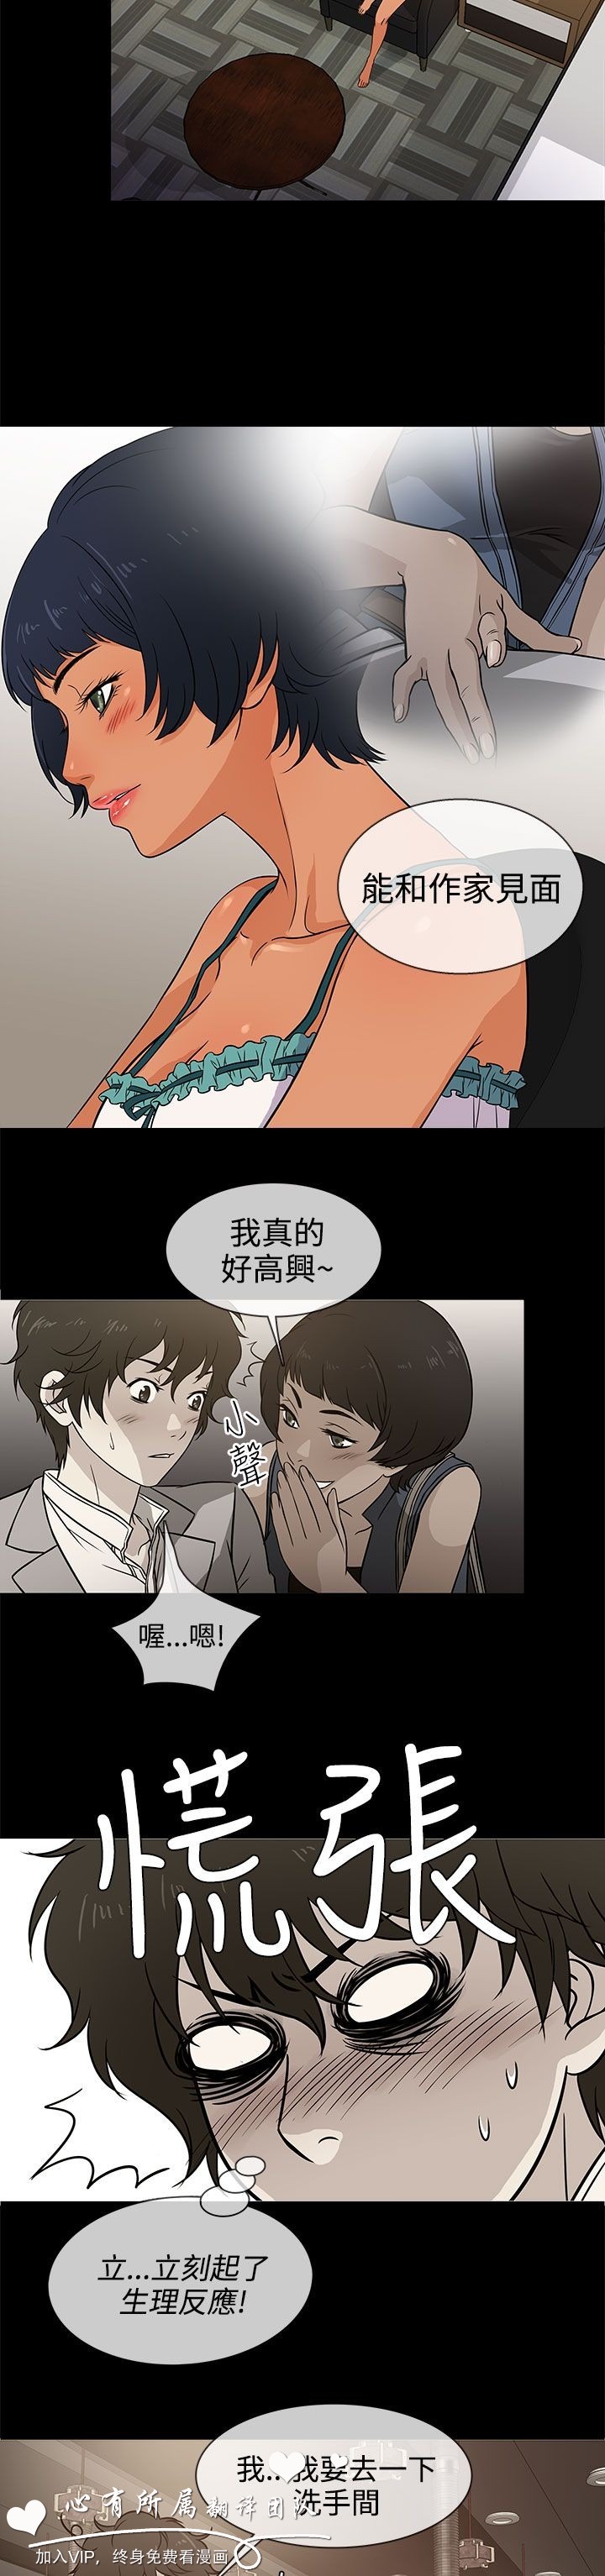 能和作家見面
我真的
好高興~
小
聲
喔...嗯!
慌張
立...立刻起了
生理反應!
我...我要去一下
洗手間
心有所属翻译团队
加入VIP，终身免费看漫画